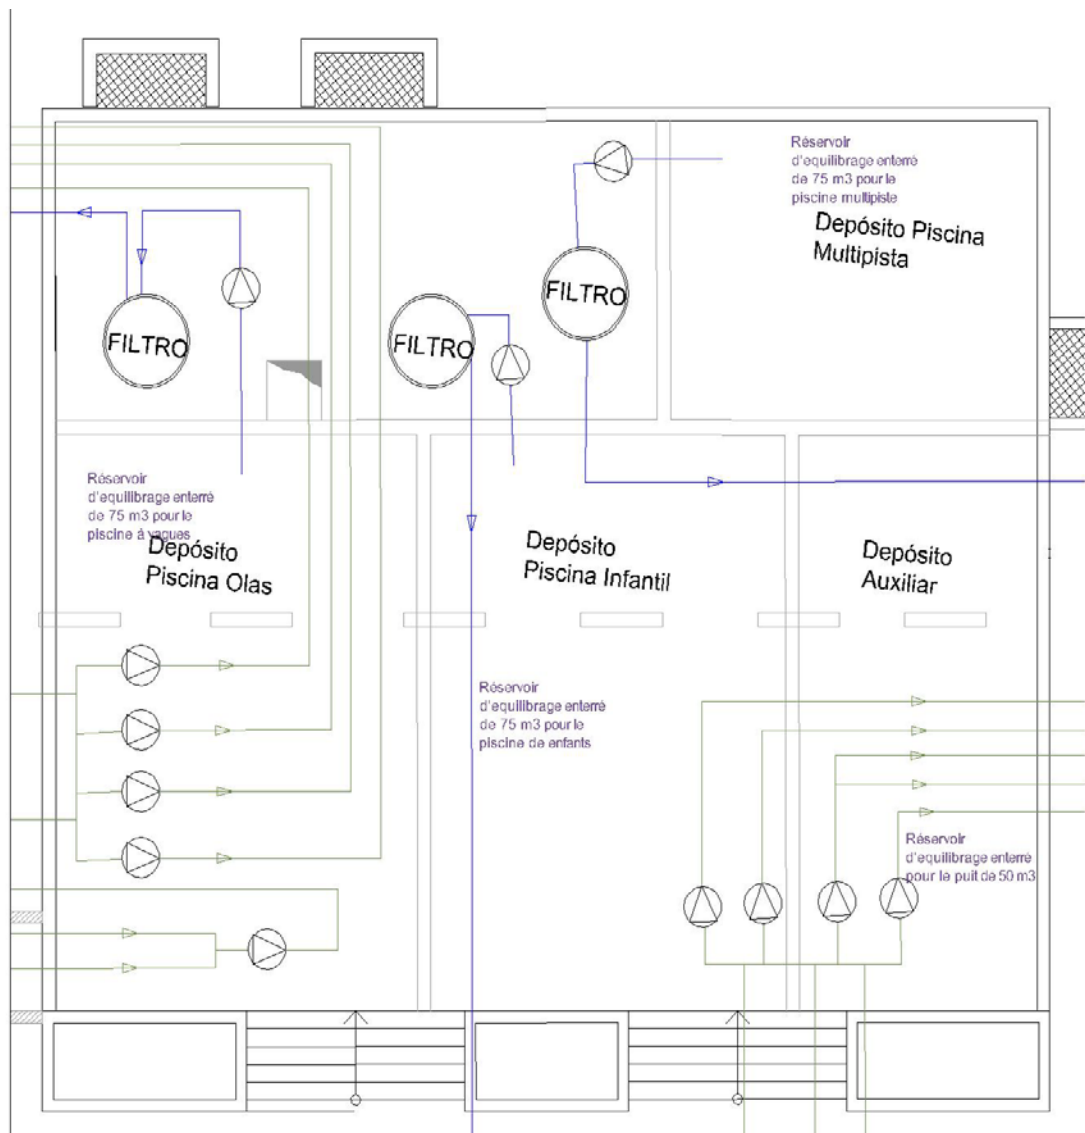 Réservoir
d'equilibrage enterré
de 75 m3 pour le
piscine multipiste
Depósito Piscina
Multipista
FILTRO
FILTRO
FILTRO
Réservoir
d'equilibrage enterré
de 75 m3 pour le
piscine à vagues
Depósito
Piscina Olas
Depósito
Piscina Infantil
Depósito
Auxiliar
Réservoir
d'equilibrage enterré
de 75 m3 pour le
piscine de enfants
Réservoir
d'equilibrage enterré
pour le puit de 50 m3